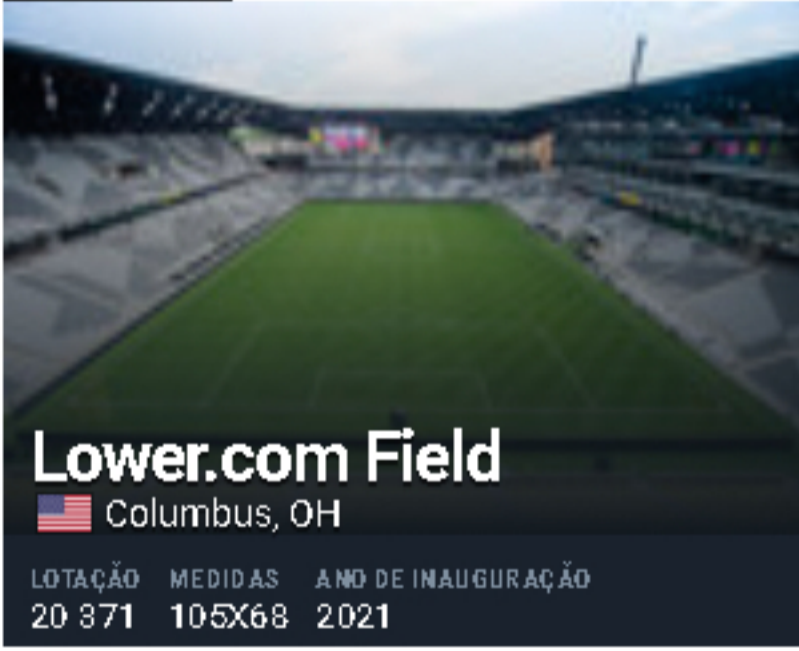 Lower.com Field
Columbus, OH
LOTAÇÃO MEDIDAS ANO DE INAUGURAÇÃO
20 371 105X68 2021